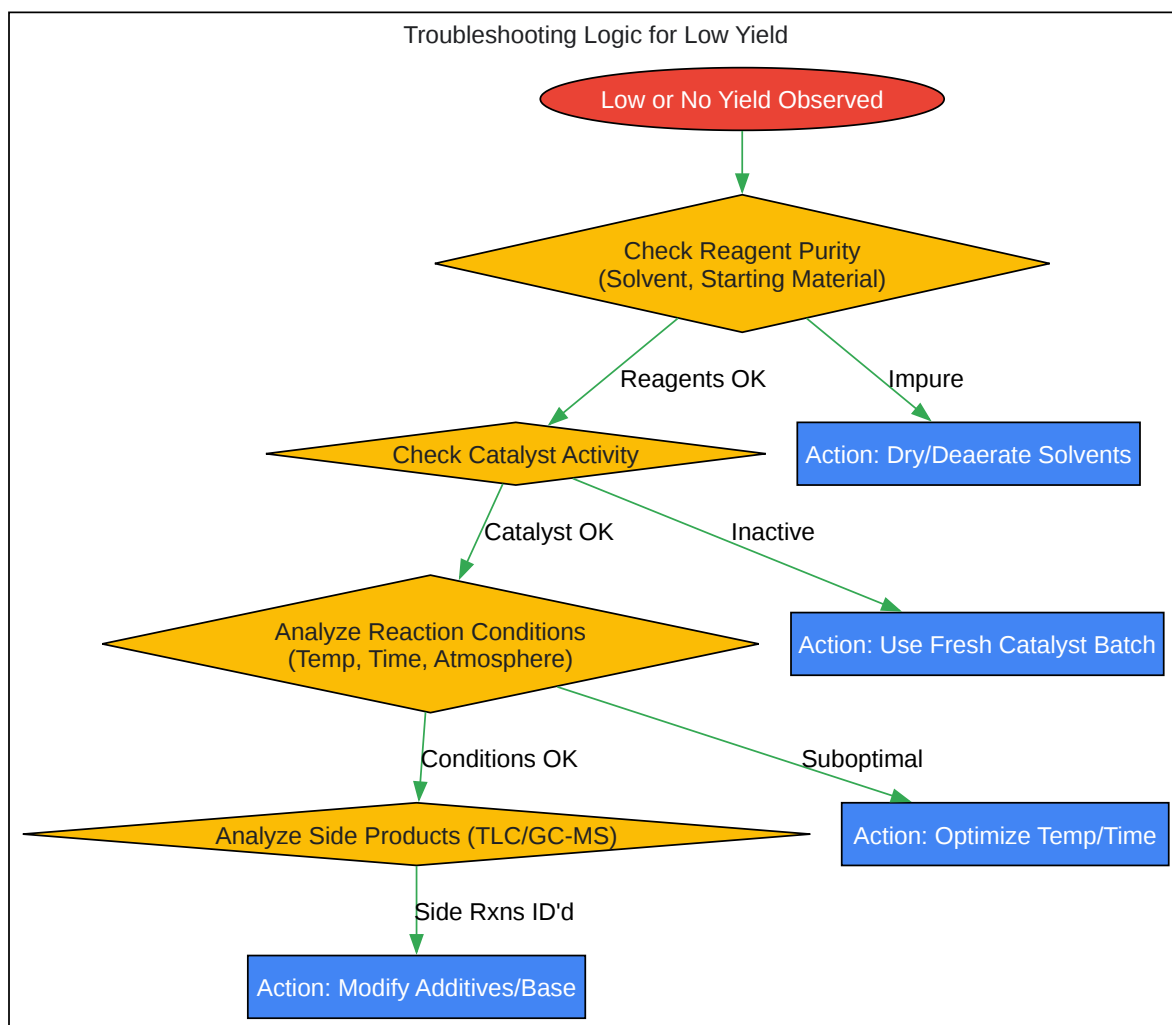 Troubleshooting Logic for Low Yield
Low or No Yield Observed
Check Reagent Purity
(Solvent, Starting Material)
Reagents OK
Impure
Check Catalyst Activity
Action: Dry/Deaerate Solvents
Catalyst OK
Inactive
Analyze Reaction Conditions
(Temp, Time, Atmosphere)
Action: Use Fresh Catalyst Batch
Conditions OK
Suboptimal
Analyze Side Products (TLC/GC-MS)
Action: Optimize Temp/Time
Side Rxns ID'd
Action: Modify Additives/Base